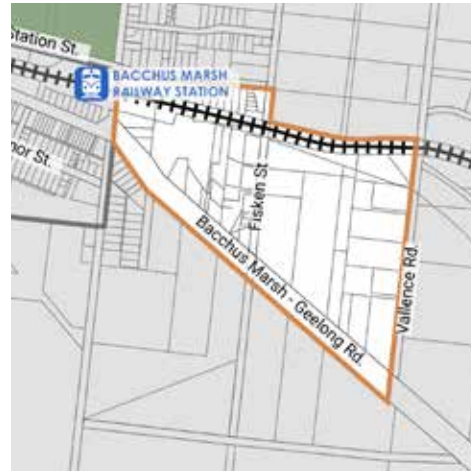 Station St.
BACCHUS MARSH
RAILWAY STATION
nor St.
Fisken St
Bacchus Marsh - Geelong Rd.
Vallence Rd.